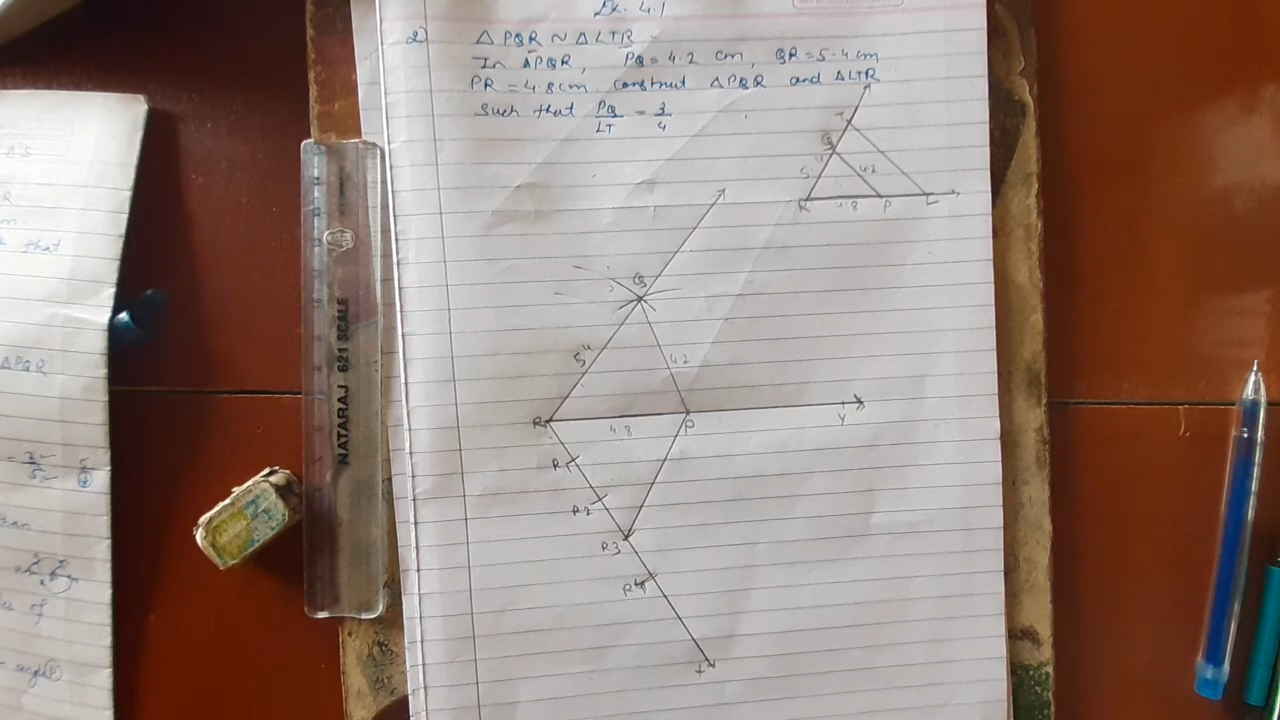 Ex. 4.1
2) △PQR ~ △LTR
In △PQR, PQ = 4.2 cm, QR = 5.4 cm
PR = 4.8 cm construct △PQR and △LTR
Such that PQ/LT = 3/4
T
Q
4.2
R
4.8
P
L
Q
5.4
4.2
R
4.8
P
Y
R1
R2
R3
R4
NATARAJ 621 SCALE
△PQR
that